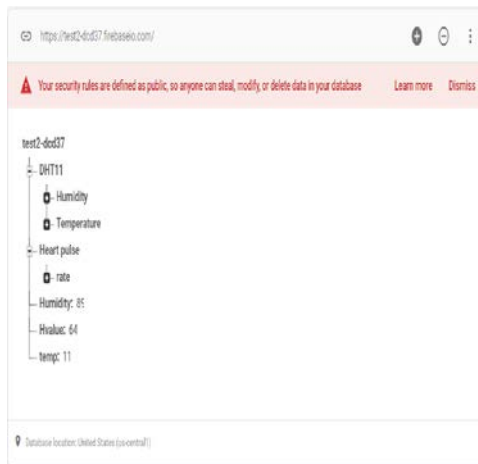 https://test2-dcd37.firebaseio.com/
Your security rules are defined as public, so anyone can steal, modify, or delete data in your database Learn more Dismiss
test2-dcd37
DHT11
Humidity
Temperature
Heart pulse
rate
Humidity:
Hvalue: 64
temp: 11
Database location: United States (us-central1)